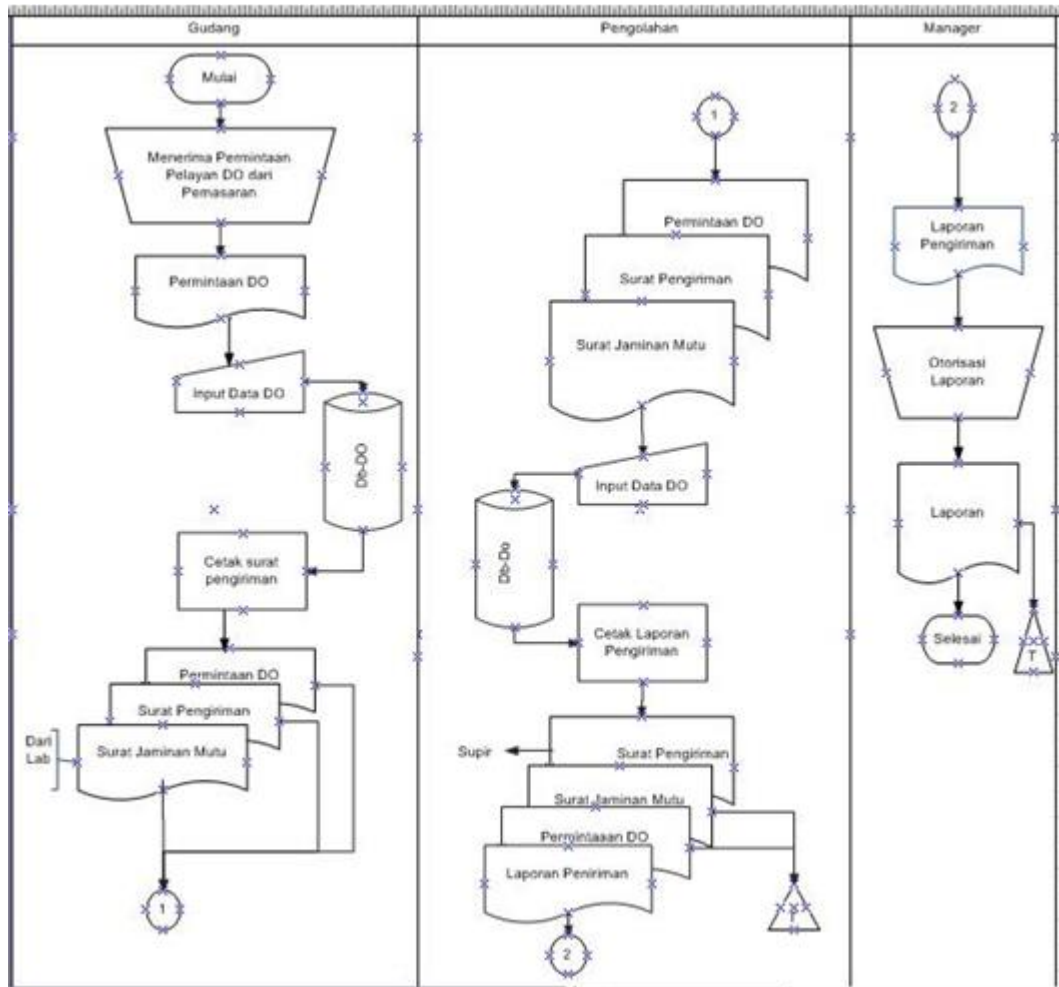 Gudang
Mulai
Menerima Permintaan
Pelayan DO dari
Pemasaran
Permintaan DO
Input Data DO
Db-DO
Cetak surat
pengiriman
Permintaan DO
Surat Pengiriman
Surat Jaminan Mutu
Dari
Lab
1
Pengolahan
1
Permintaan DO
Surat Pengiriman
Surat Jaminan Mutu
Input Data DO
Db-Do
Cetak Laporan
Pengiriman
Supir
Surat Pengiriman
Surat Jaminan Mutu
Permintaaan DO
Laporan Peniriman
2
Manager
2
Laporan
Pengiriman
Otorisasi
Laporan
Laporan
Selesai
T